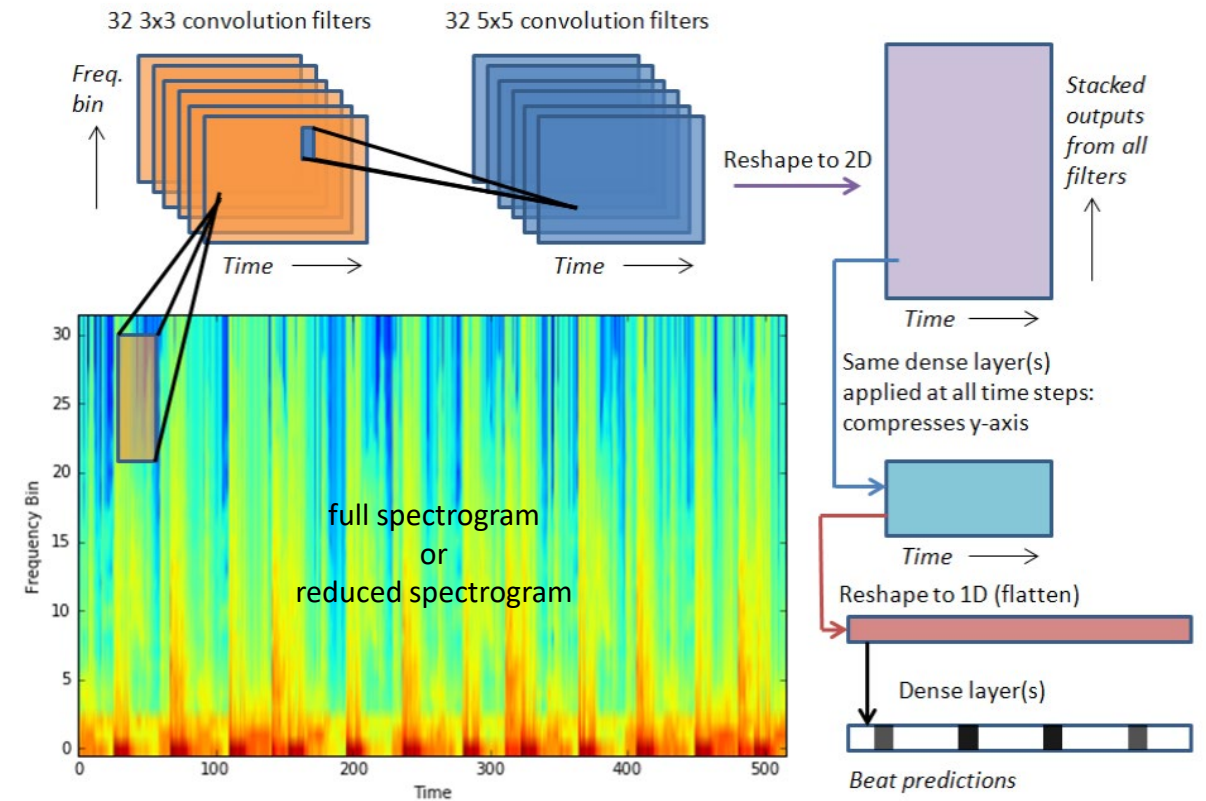 32 3x3 convolution filters
32 5x5 convolution filters
Freq.
bin
Time
Time
Reshape to 2D
Stacked
outputs
from all
filters
Time
Same dense layer(s)
applied at all time steps:
compresses y-axis
Time
Reshape to 1D (flatten)
Dense layer(s)
Beat predictions
30
25
20
15
10
5
0
Frequency Bin
full spectrogram
or
reduced spectrogram
0
100
200
300
400
500
Time